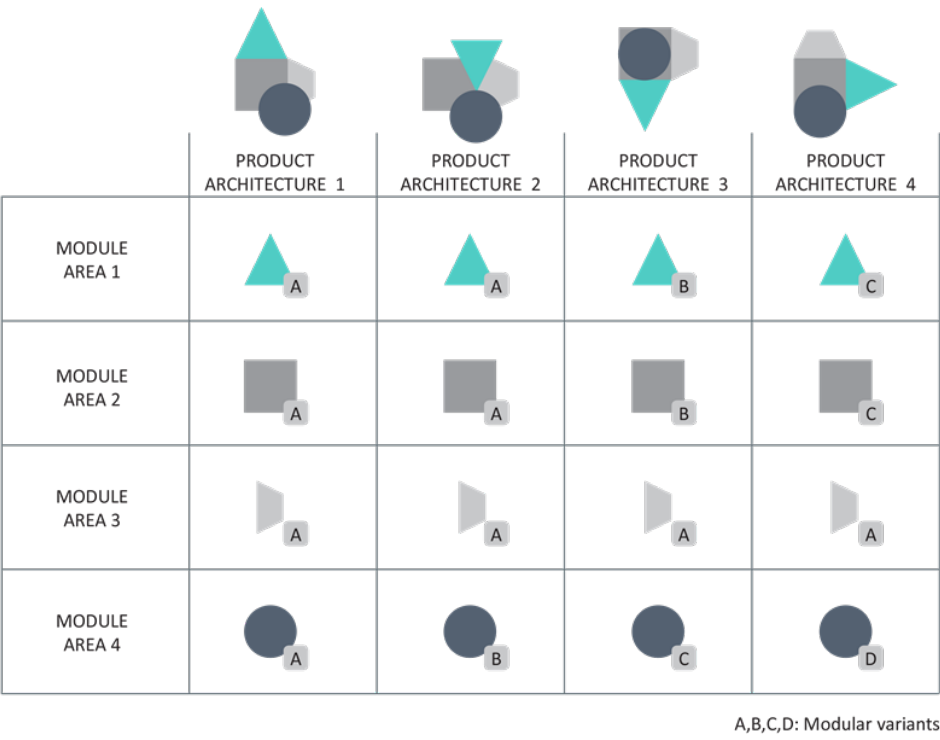 PRODUCT
ARCHITECTURE 1
PRODUCT
ARCHITECTURE 2
PRODUCT
ARCHITECTURE 3
PRODUCT
ARCHITECTURE 4
MODULE
AREA 1
A
A
B
C
MODULE
AREA 2
A
A
B
C
MODULE
AREA 3
A
A
A
A
MODULE
AREA 4
A
B
C
D
A,B,C,D: Modular variants